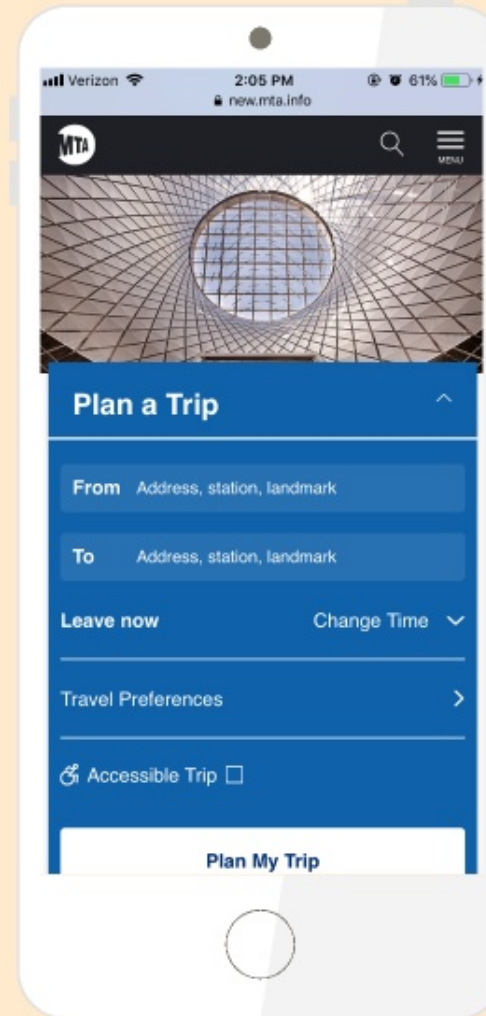 Verizon 2:05 PM 61%
new.mta.info
MTA
MENU
Plan a Trip
From Address, station, landmark
To Address, station, landmark
Leave now Change Time
Travel Preferences
Accessible Trip
Plan My Trip